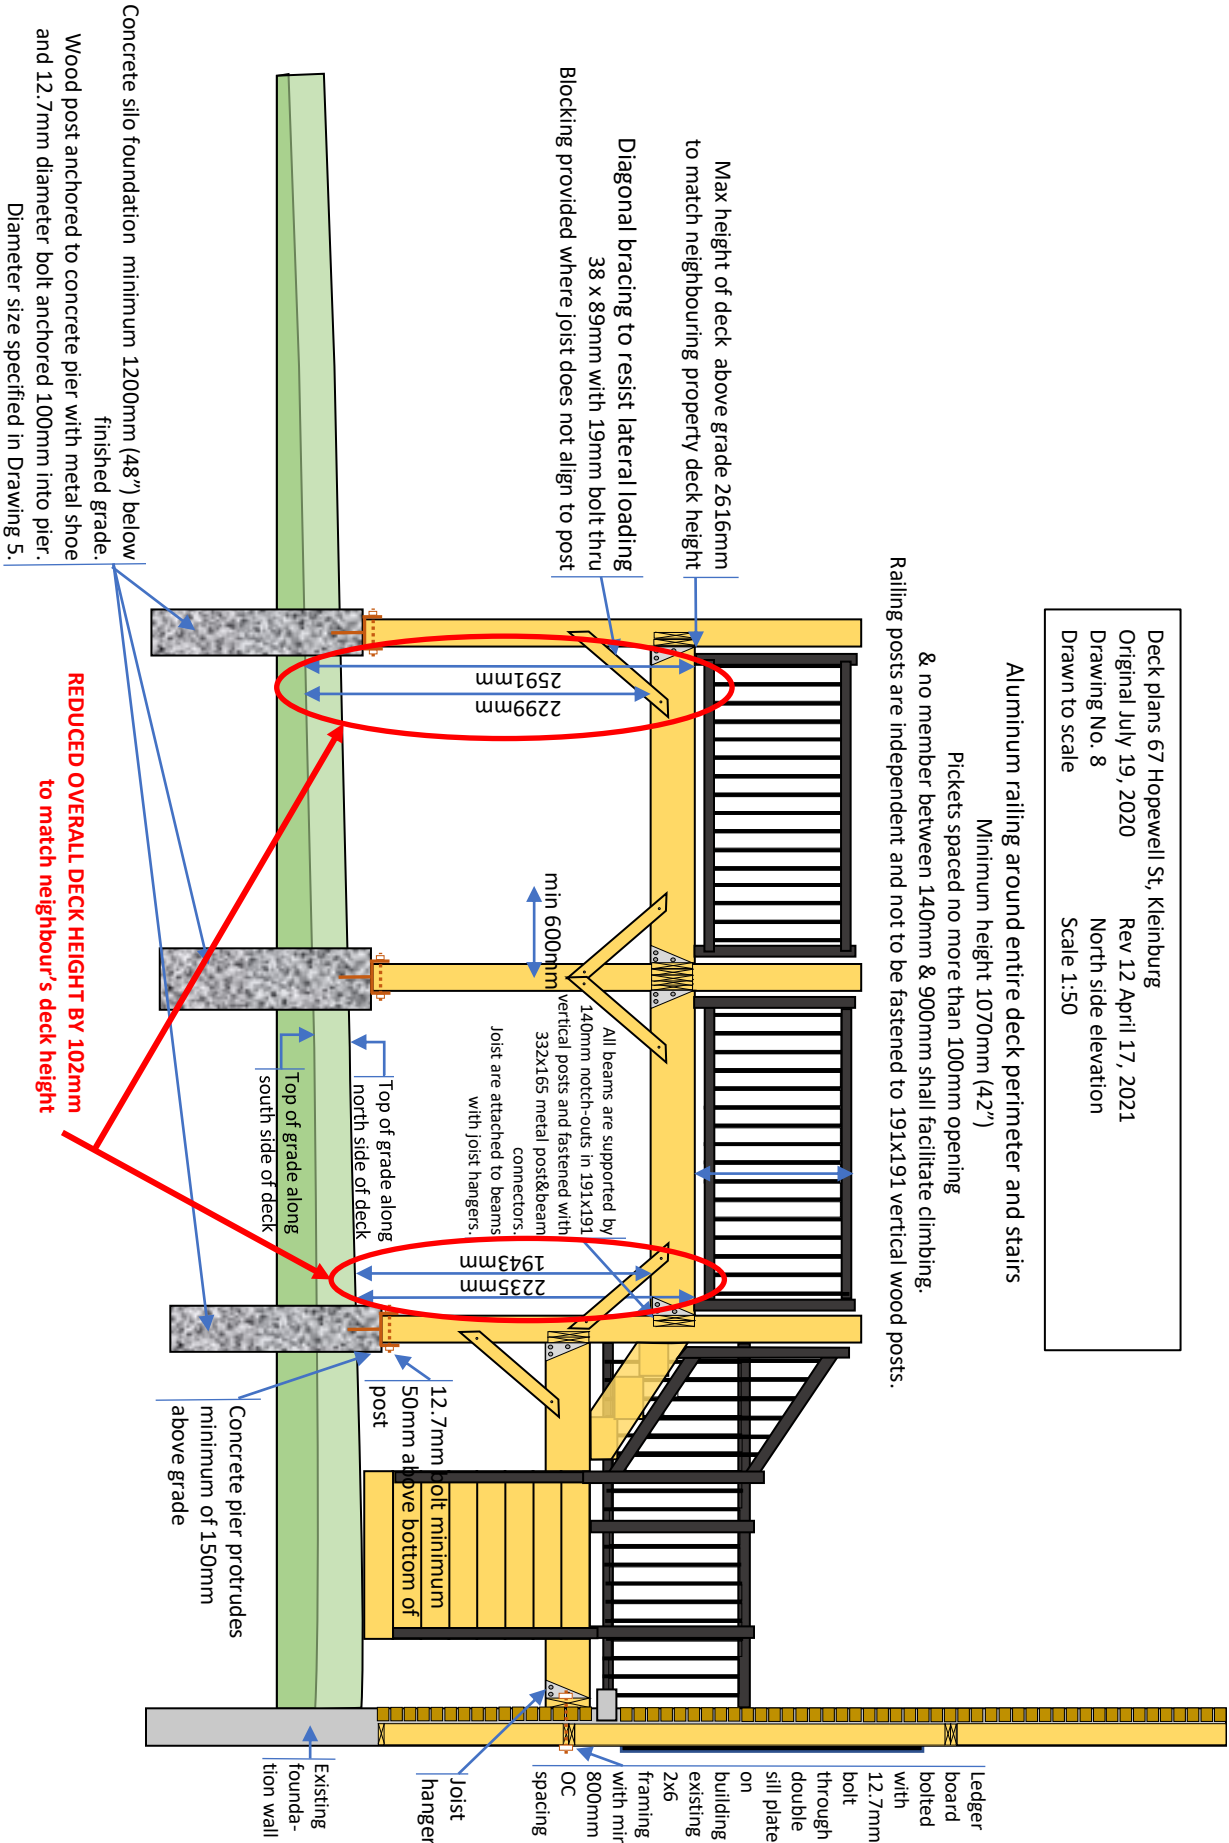 Deck plans 67 Hopewell St, Kleinburg
Original July 19, 2020 Rev 12 April 17, 2021
Drawing No. 8 North side elevation
Drawn to scale Scale 1:50
Aluminum railing around entire deck perimeter and stairs
Minimum height 1070mm (42”)
Pickets spaced no more than 100mm opening
& no member between 140mm & 900mm shall facilitate climbing.
Railing posts are independent and not to be fastened to 191x191 vertical wood posts.
Max height of deck above grade 2616mm
to match neighbouring property deck height
Diagonal bracing to resist lateral loading
38 x 89mm with 19mm bolt thru
Blocking provided where joist does not align to post
2591mm
2299mm
min 600mm
All beams are supported by
140mm notch-outs in 191x191
vertical posts and fastened with
332x165 metal post&beam
connectors.
Joist are attached to beams
with joist hangers.
2235mm
1943mm
Ledger
board
bolted
with
12.7mm
bolt
through
double
sill plate
on
building
existing
2x6
framing
with min
800mm
OC
spacing
Joist
hanger
12.7mm bolt minimum
50mm above bottom of
post
Top of grade along
north side of deck
Top of grade along
south side of deck
Concrete pier protrudes
minimum of 150mm
above grade
Existing
founda-
tion wall
Concrete silo foundation minimum 1200mm (48”) below
finished grade.
Wood post anchored to concrete pier with metal shoe
and 12.7mm diameter bolt anchored 100mm into pier.
Diameter size specified in Drawing 5.
REDUCED OVERALL DECK HEIGHT BY 102mm
to match neighbour’s deck height